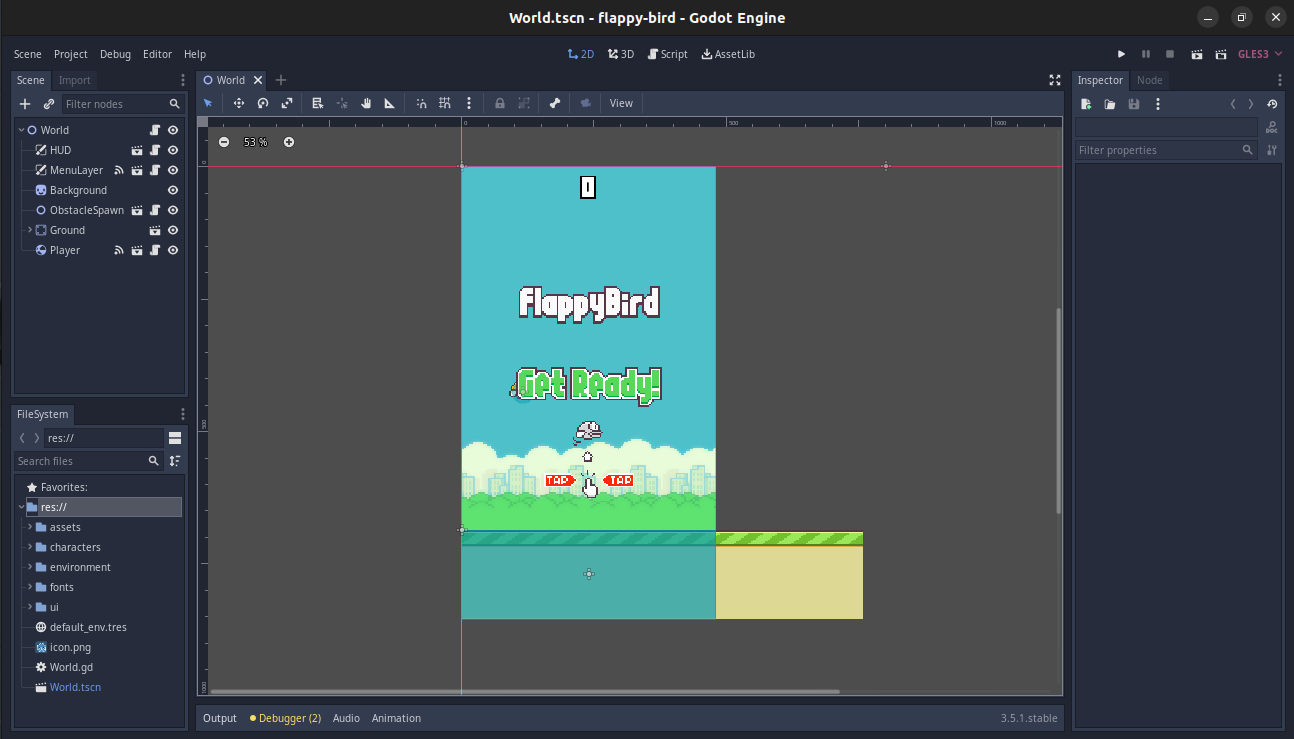 World.tscn - flappy-bird - Godot Engine
Scene Project Debug Editor Help
2D 3D Script AssetLib
GLES3
Scene Import
Filter nodes
World
HUD
MenuLayer
Background
ObstacleSpawn
Ground
Player
FileSystem
res://
Search files
Favorites:
res://
assets
characters
environment
fonts
ui
default_env.tres
icon.png
World.gd
World.tscn
World
View
0 500 1000
53 %
0
500
1000
FlappyBird
Get Ready!
TAP TAP
Output Debugger (2) Audio Animation
3.5.1.stable
Inspector Node
DOC
Filter properties